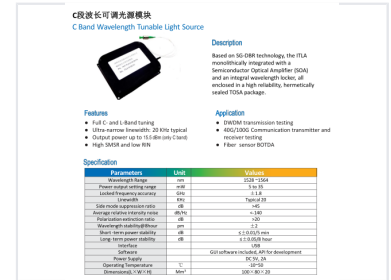 C段波长可调光源模块
C Band Wavelength Tunable Light Source
Description
Based on SG-DBR technology, the ITLA
monolithically integrated with a
Semiconductor Optical Amplifier (SOA)
and an integral wavelength locker, all
enclosed in a high reliability, hermetically
sealed TOSA package.
Features
● Full C- and L-Band tuning
● Ultra-narrow linewidth: 20 KHz typical
● Output power up to 15.5 dBm (only C band)
● High SMSR and low RIN
Application
● DWDM transmission testing
● 40G/100G Communication transmitter and
receiver testing
● Fiber sensor BOTDA
Specification
Parameters Unit Values
Wavelength Range nm 1528 ~1564
Power output setting range mW 5 to 35
Locked frequency accuracy GHz ±1.8
Linewidth KHz Typical 20
Side mode suppression ratio dB >45
Average relative intensity noise dB/Hz <-140
Polarization extinction ratio dB >20
Wavelength stability@8hour pm ±2
Short-term power stability dB ≤±0.01/5 min
Long-term power stability dB ≤±0.05/8 hour
Interface USB
Software GUI software included, API for development
Power Supply DC 5V, 2A
Operating Temperature ℃ -10~50
Dimensions(L×W×H) Mm³ 100×80×20